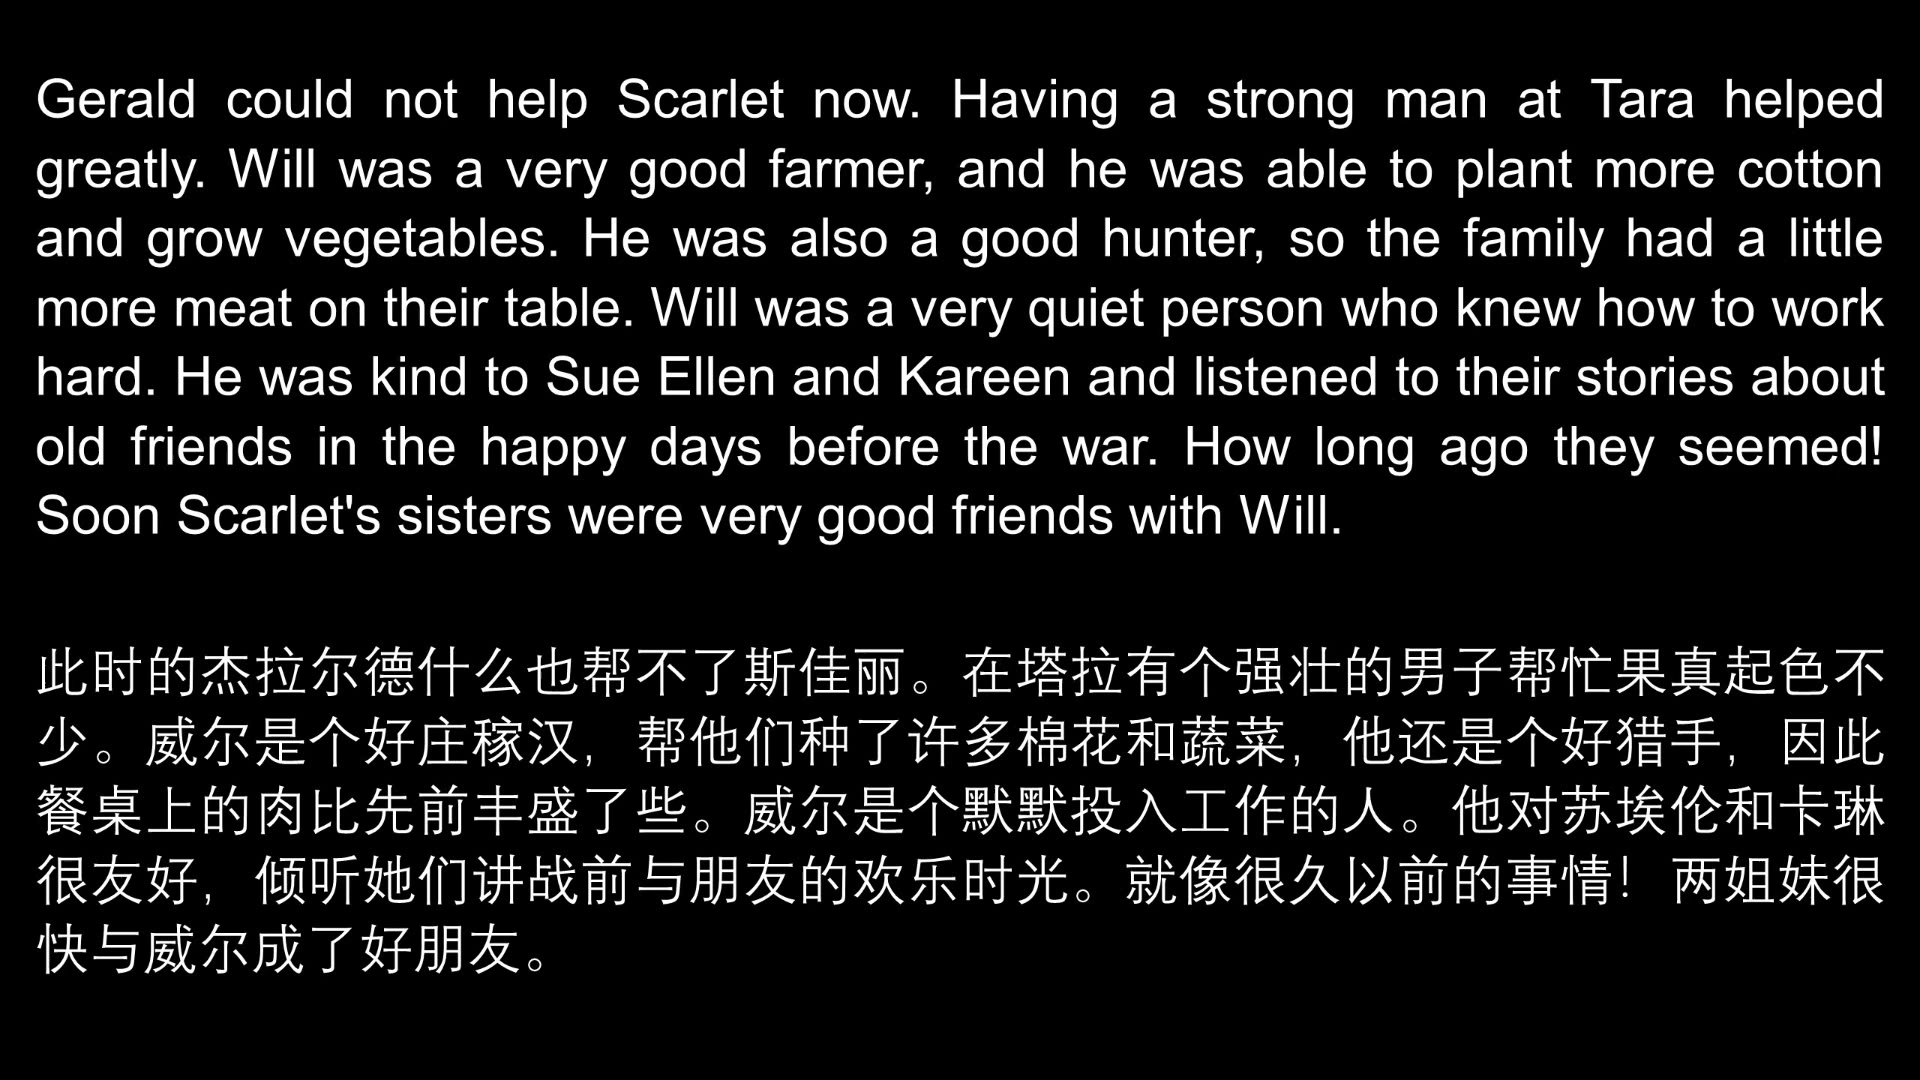 Gerald could not help Scarlet now. Having a strong man at Tara helped
greatly. Will was a very good farmer, and he was able to plant more cotton
and grow vegetables. He was also a good hunter, so the family had a little
more meat on their table. Will was a very quiet person who knew how to work
hard. He was kind to Sue Ellen and Kareen and listened to their stories about
old friends in the happy days before the war. How long ago they seemed!
Soon Scarlet's sisters were very good friends with Will.
此时的杰拉尔德什么也帮不了斯佳丽。在塔拉有个强壮的男子帮忙果真起色不
少。威尔是个好庄稼汉，帮他们种了许多棉花和蔬菜，他还是个好猎手，因此
餐桌上的肉比先前丰盛了些。威尔是个默默投入工作的人。他对苏埃伦和卡琳
很友好，倾听她们讲战前与朋友的欢乐时光。就像很久以前的事情！两姐妹很
快与威尔成了好朋友。